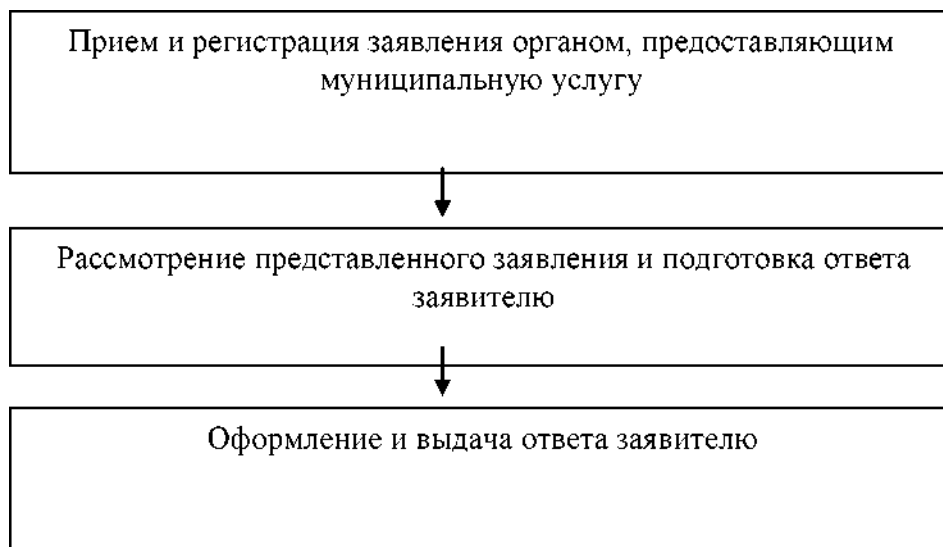 Прием и регистрация заявления органом, предоставляющим
муниципальную услугу
Рассмотрение представленного заявления и подготовка ответа
заявителю
Оформление и выдача ответа заявителю